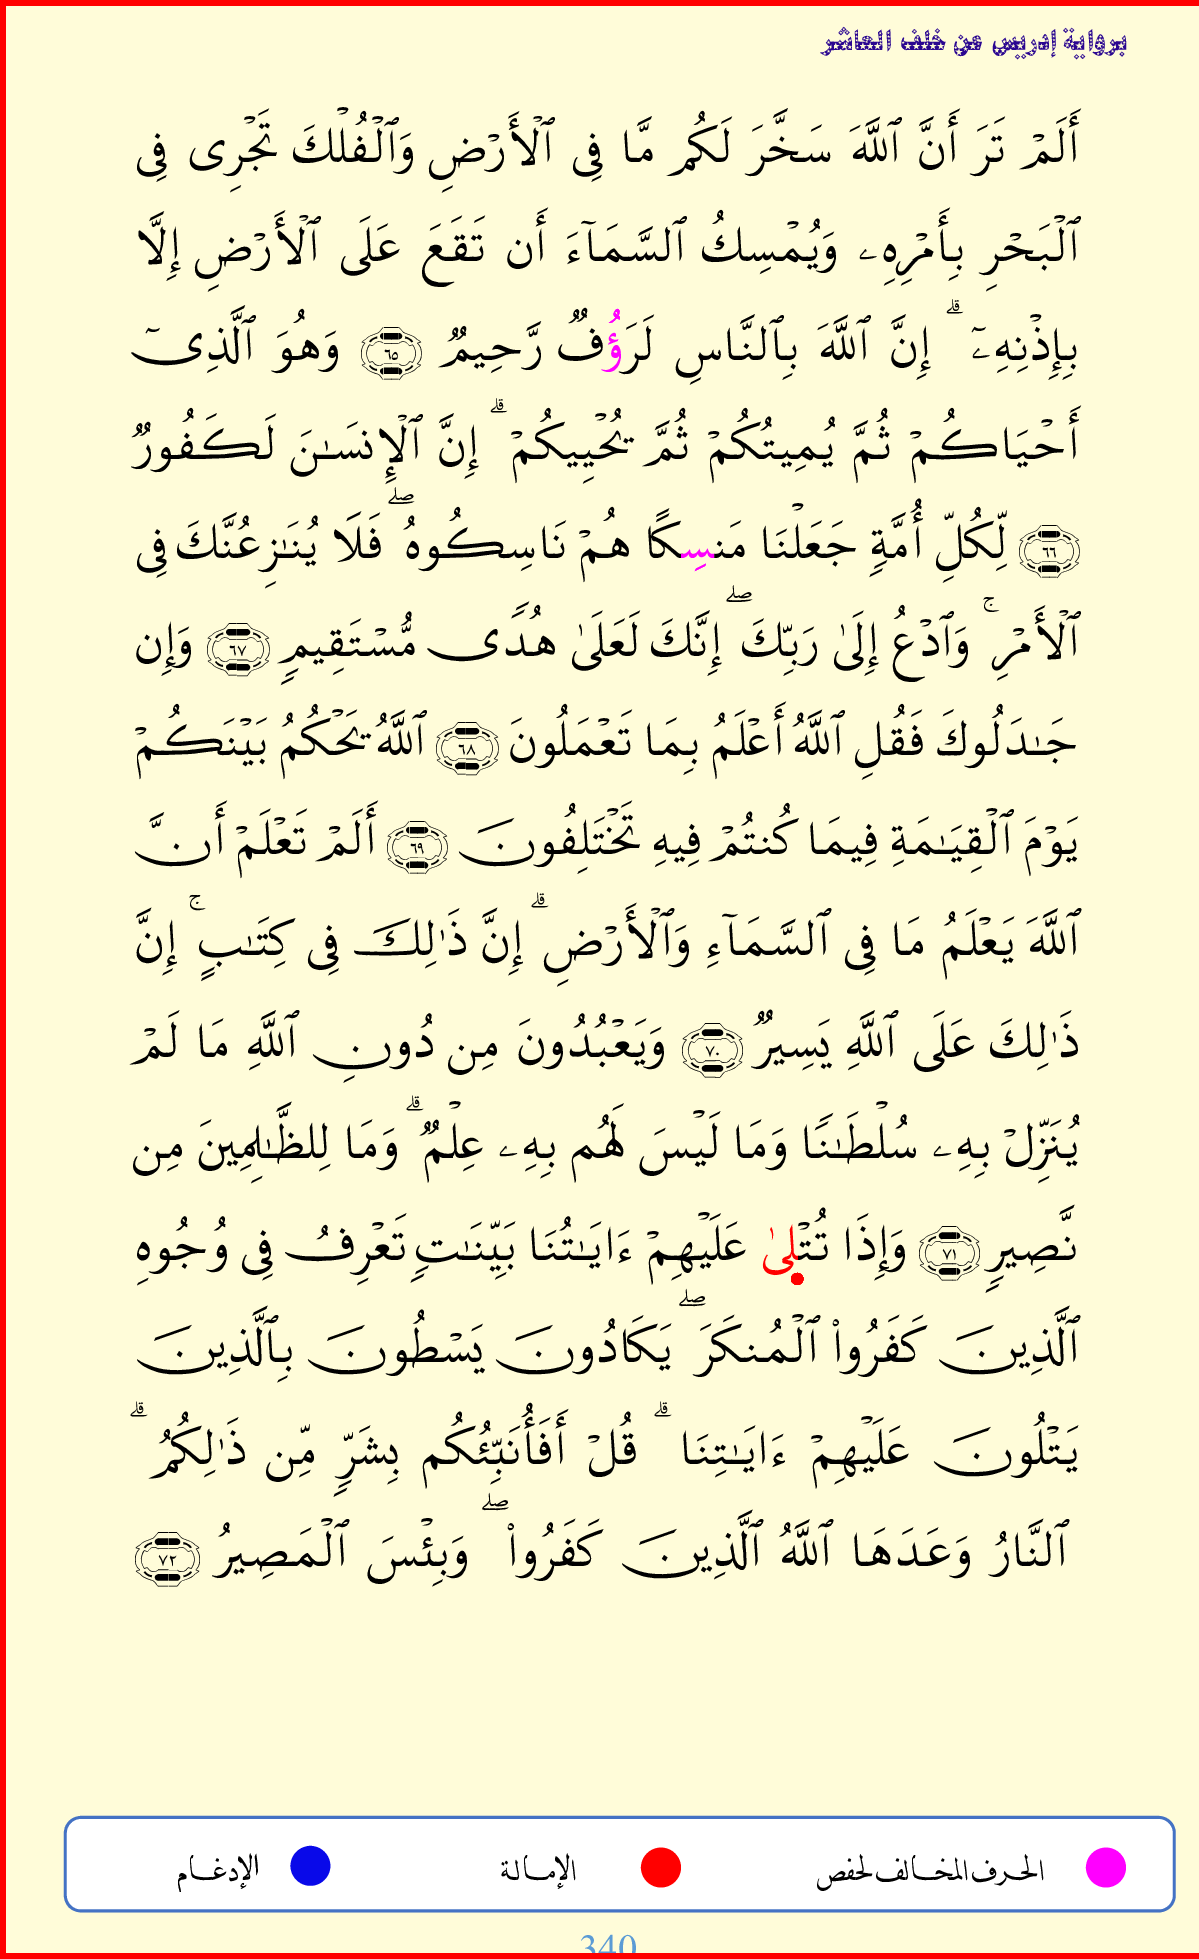 برواية إدريس عن خلف العاشر
أَلَمْ تَرَ أَنَّ ٱللَّهَ سَخَّرَ لَكُم مَّا فِى ٱلْأَرْضِ وَٱلْفُلْكَ تَجْرِى فِى
ٱلْبَحْرِ بِأَمْرِهِۦ وَيُمْسِكُ ٱلسَّمَآءَ أَن تَقَعَ عَلَى ٱلْأَرْضِ إِلَّا
بِإِذْنِهِۦٓ ۗ إِنَّ ٱللَّهَ بِٱلنَّاسِ لَرَؤُفٌ رَّحِيمٌ ٦٥ وَهُوَ ٱلَّذِىٓ
أَحْيَاكُمْ ثُمَّ يُمِيتُكُمْ ثُمَّ يُحْيِيكُمْ ۗ إِنَّ ٱلْإِنسَـٰنَ لَكَفُورٌ
٦٦ لِّكُلِّ أُمَّةٍ جَعَلْنَا مَنسِكًا هُمْ نَاسِكُوهُ ۖ فَلَا يُنَـٰزِعُنَّكَ فِى
ٱلْأَمْرِ ۚ وَٱدْعُ إِلَىٰ رَبِّكَ ۖ إِنَّكَ لَعَلَىٰ هُدًى مُّسْتَقِيمٍ ٦٧ وَإِن
جَـٰدَلُوكَ فَقُلِ ٱللَّهُ أَعْلَمُ بِمَا تَعْمَلُونَ ٦٨ ٱللَّهُ يَحْكُمُ بَيْنَكُمْ
يَوْمَ ٱلْقِيَـٰمَةِ فِيمَا كُنتُمْ فِيهِ تَخْتَلِفُونَ ٦٩ أَلَمْ تَعْلَمْ أَنَّ
ٱللَّهَ يَعْلَمُ مَا فِى ٱلسَّمَآءِ وَٱلْأَرْضِ ۗ إِنَّ ذَٰلِكَ فِى كِتَـٰبٍ ۚ إِنَّ
ذَٰلِكَ عَلَى ٱللَّهِ يَسِيرٌ ٧٠ وَيَعْبُدُونَ مِن دُونِ ٱللَّهِ مَا لَمْ
يُنَزِّلْ بِهِۦ سُلْطَـٰنًا وَمَا لَيْسَ لَهُم بِهِۦ عِلْمٌ ۗ وَمَا لِلظَّـٰلِمِينَ مِن
نَّصِيرٍ ٧١ وَإِذَا تُتْلِىٰ عَلَيْهِمْ ءَايَـٰتُنَا بَيِّنَـٰتٍ تَعْرِفُ فِى وُجُوهِ
ٱلَّذِينَ كَفَرُوا۟ ٱلْمُنكَرَ ۖ يَكَادُونَ يَسْطُونَ بِٱلَّذِينَ
يَتْلُونَ عَلَيْهِمْ ءَايَـٰتِنَا ۗ قُلْ أَفَأُنَبِّئُكُم بِشَرٍّ مِّن ذَٰلِكُمُ ۗ
ٱلنَّارُ وَعَدَهَا ٱللَّهُ ٱلَّذِينَ كَفَرُوا۟ ۖ وَبِئْسَ ٱلْمَصِيرُ ٧٢
الحرف المخالف لحفص الإمالة الإدغام
340